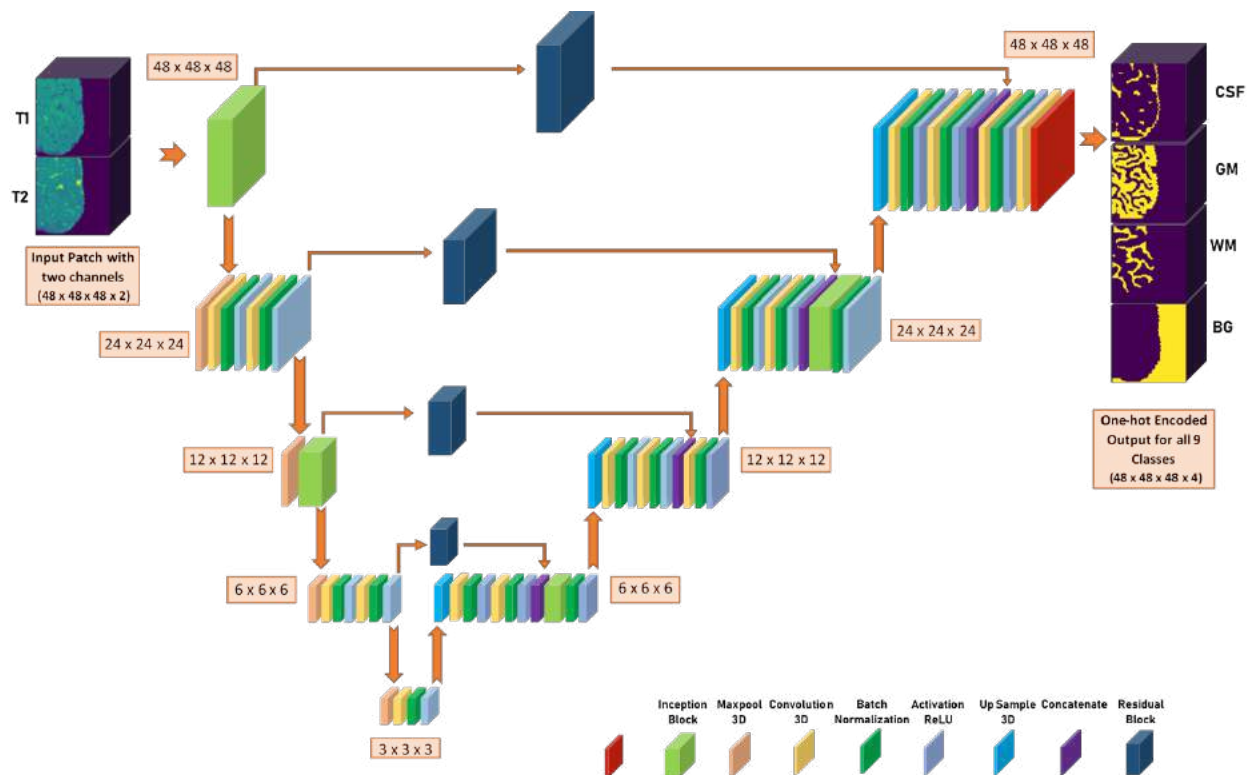 48 x 48 x 48
48 x 48 x 48
T1
T2
CSF
GM
WM
BG
Input Patch with
two channels
(48 x 48 x 48 x 2)
24 x 24 x 24
24 x 24 x 24
12 x 12 x 12
12 x 12 x 12
One-hot Encoded
Output for all 9
Classes
(48 x 48 x 48 x 4)
6 x 6 x 6
6 x 6 x 6
3 x 3 x 3
Inception
Block
Maxpool
3D
Convolution
3D
Batch
Normalization
Activation
ReLU
Up Sample
3D
Concatenate
Residual
Block